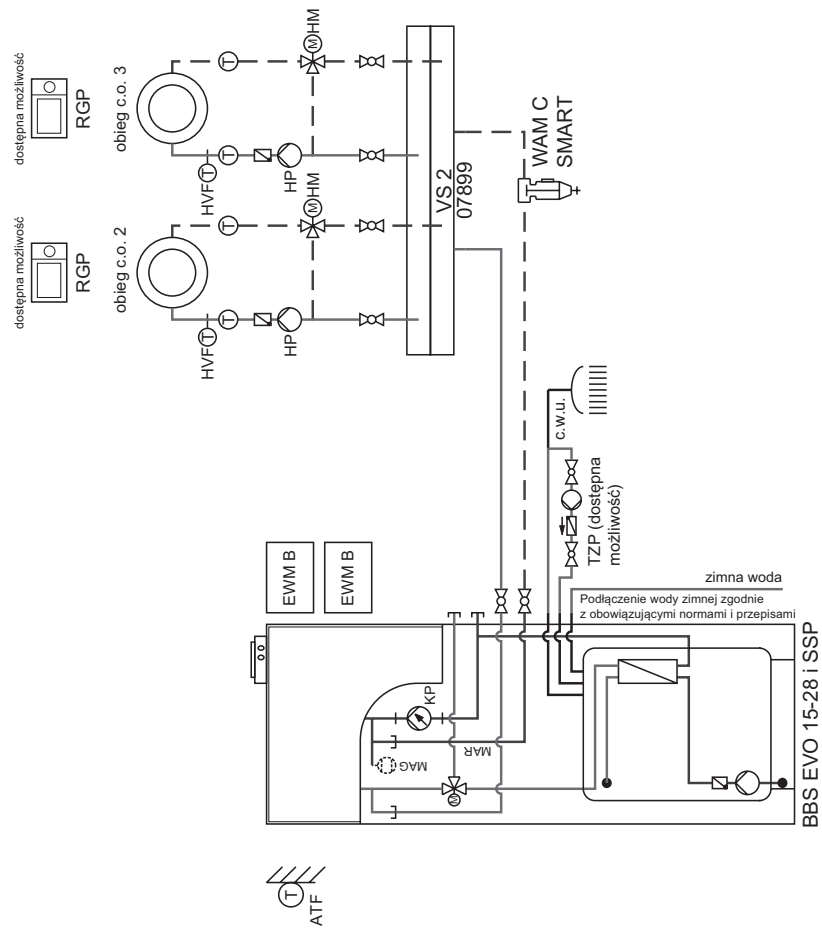 ATF
T
BBS EVO 15-28 i SSP
EWM B
EWM B
M
MAG
MAR
KP
zimna woda
Podłączenie wody zimnej zgodnie
z obowiązującymi normami i przepisami
TZP (dostępna
możliwość)
c.w.u.
WAM C
SMART
VS 2
07899
dostępna możliwość
RGP
obieg c.o. 2
HVF
T
T
HP
T
M
HM
dostępna możliwość
RGP
obieg c.o. 3
HVF
T
T
HP
T
M
HM